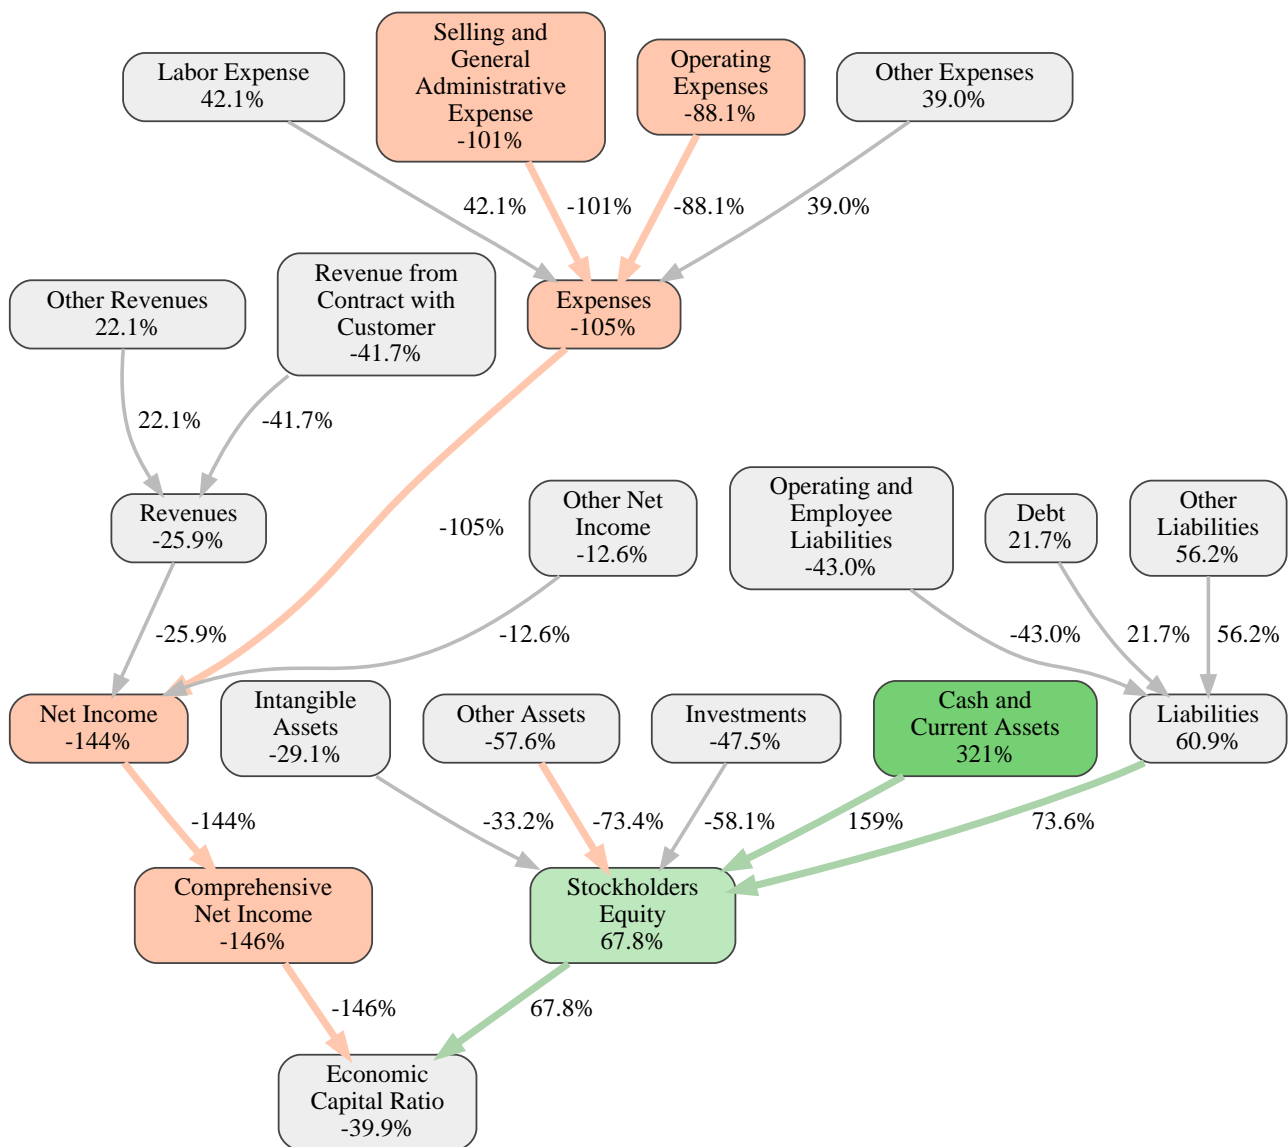 Labor Expense
42.1%
Selling and
General
Administrative
Expense
-101%
Operating
Expenses
-88.1%
Other Expenses
39.0%
42.1%
-101%
-88.1%
39.0%
Other Revenues
22.1%
Revenue from
Contract with
Customer
-41.7%
Expenses
-105%
22.1%
-41.7%
Revenues
-25.9%
-105%
Other Net
Income
-12.6%
Operating and
Employee
Liabilities
-43.0%
Debt
21.7%
Other
Liabilities
56.2%
-25.9%
-12.6%
-43.0%
21.7%
56.2%
Net Income
-144%
Intangible
Assets
-29.1%
Other Assets
-57.6%
Investments
-47.5%
Cash and
Current Assets
321%
Liabilities
60.9%
-144%
-33.2%
-73.4%
-58.1%
159%
73.6%
Comprehensive
Net Income
-146%
Stockholders
Equity
67.8%
-146%
67.8%
Economic
Capital Ratio
-39.9%